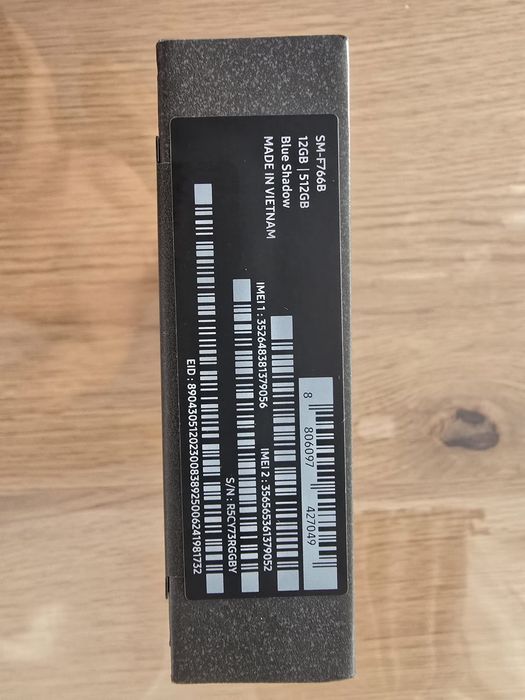 SM-F766B
12GB | 512GB
Blue Shadow
MADE IN VIETNAM
8 806097 427049
IMEI 1 : 352648381379056
IMEI 2 : 356565361379052
S/N : R5CY73RGGBY
EID : 89043051202300838925006241981732